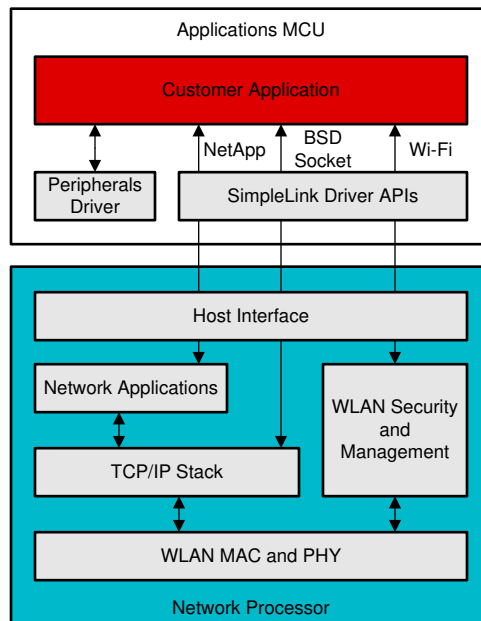 Applications MCU
Customer Application
NetApp
BSD
Socket
Wi-Fi
Peripherals
Driver
SimpleLink Driver APIs
Host Interface
Network Applications
WLAN Security
and
Management
TCP/IP Stack
WLAN MAC and PHY
Network Processor